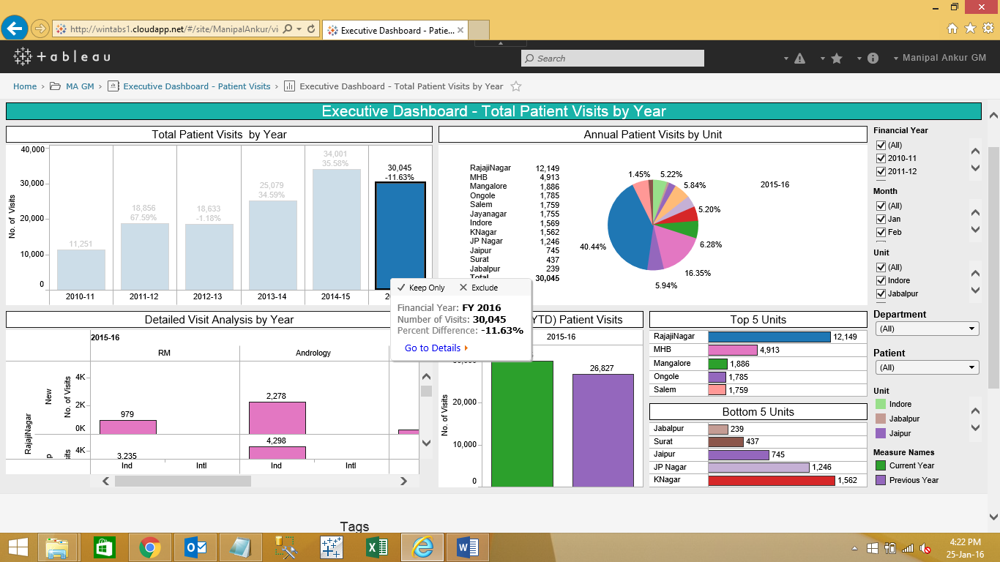 http://wintabs1.cloudapp.net/#/site/ManipalAnkur/vi
Executive Dashboard - Patie...
tableau
Search
Manipal Ankur GM
Home › MA GM › Executive Dashboard - Patient Visits › Executive Dashboard - Total Patient Visits by Year
Executive Dashboard - Total Patient Visits by Year
Total Patient Visits by Year
No. of Visits
40,000
30,000
20,000
10,000
0
11,251
18,856
67.59%
18,633
-1.18%
25,079
34.59%
34,001
35.58%
30,045
-11.63%
2010-11
2011-12
2012-13
2013-14
2014-15
Annual Patient Visits by Unit
RajajiNagar 12,149
MHB 4,913
Mangalore 1,886
Ongole 1,785
Salem 1,759
Jayanagar 1,755
Indore 1,569
KNagar 1,562
JP Nagar 1,246
Jaipur 745
Surat 437
Jabalpur 239
Total 30,045
1.45%
5.22%
5.84%
5.20%
6.28%
16.35%
5.94%
40.44%
2015-16
Financial Year
(All)
2010-11
2011-12
Month
(All)
Jan
Feb
Unit
(All)
Indore
Jabalpur
Department
(All)
Patient
(All)
Unit
Indore
Jabalpur
Jaipur
Measure Names
Current Year
Previous Year
Keep Only Exclude
Financial Year: FY 2016
Number of Visits: 30,045
Percent Difference: -11.63%
Go to Details
Detailed Visit Analysis by Year
2015-16
RM
Andrology
RajajiNagar
New
No. of Visits
4K
2K
0K
979
2,278
4K
3,235
4,298
Ind
Intl
Ind
Intl
YTD) Patient Visits
2015-16
No. of Visits
20,000
10,000
0
26,827
Top 5 Units
RajajiNagar 12,149
MHB 4,913
Mangalore 1,886
Ongole 1,785
Salem 1,759
Bottom 5 Units
Jabalpur 239
Surat 437
Jaipur 745
JP Nagar 1,246
KNagar 1,562
Tags
4:22 PM
25-Jan-16